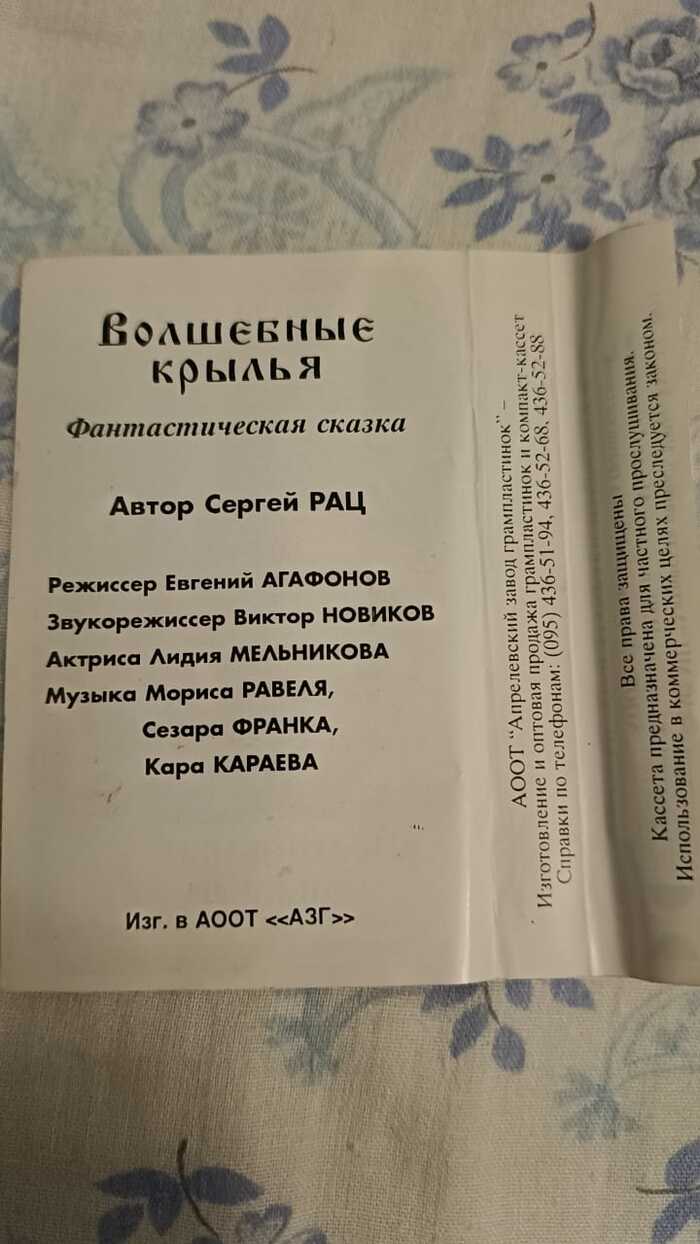 Волшебные
крылья
Фантастическая сказка
Автор Сергей РАЦ
Режиссер Евгений АГАФОНОВ
Звукорежиссер Виктор НОВИКОВ
Актриса Лидия МЕЛЬНИКОВА
Музыка Мориса РАВЕЛЯ,
Сезара ФРАНКА,
Кара КАРАЕВА
Изг. в АООТ <<АЗГ>>
АООТ “Апрелевский завод грампластинок” –
Изготовление и оптовая продажа грампластинок и компакт-кассет
Справки по телефонам: (095) 436-51-94, 436-52-68, 436-52-88
Все права защищены
Кассета предназначена для частного прослушивания.
Использование в коммерческих целях преследуется законом.